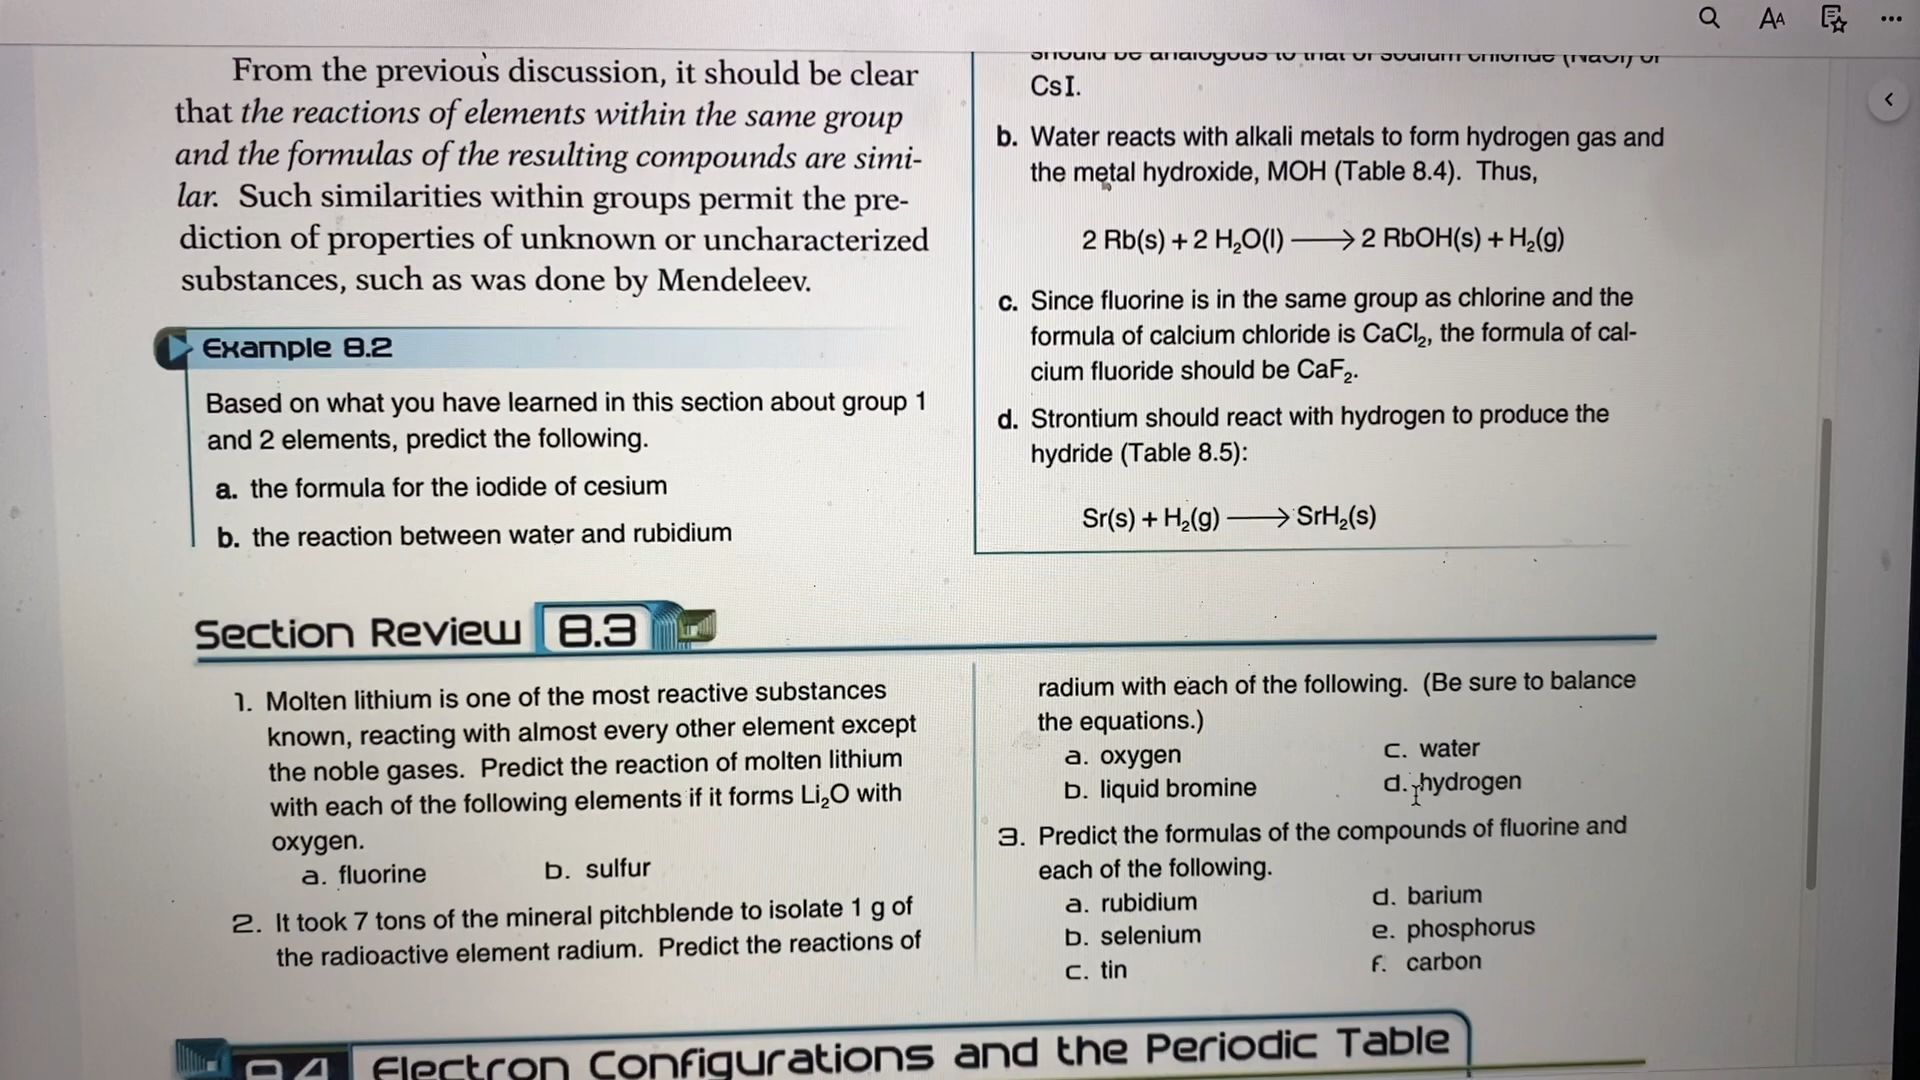 From the previous discussion, it should be clear
that the reactions of elements within the same group
and the formulas of the resulting compounds are simi-
lar. Such similarities within groups permit the pre-
diction of properties of unknown or uncharacterized
substances, such as was done by Mendeleev.
Example 8.2
Based on what you have learned in this section about group 1
and 2 elements, predict the following.
a. the formula for the iodide of cesium
b. the reaction between water and rubidium
should be analogous to that of sodium chloride (NaCl) or
CsI.
b. Water reacts with alkali metals to form hydrogen gas and
the metal hydroxide, MOH (Table 8.4). Thus,
2 Rb(s) + 2 H₂O(l) ⟶ 2 RbOH(s) + H₂(g)
c. Since fluorine is in the same group as chlorine and the
formula of calcium chloride is CaCl₂, the formula of cal-
cium fluoride should be CaF₂.
d. Strontium should react with hydrogen to produce the
hydride (Table 8.5):
Sr(s) + H₂(g) ⟶ SrH₂(s)
Section Review 8.3
1. Molten lithium is one of the most reactive substances
known, reacting with almost every other element except
the noble gases. Predict the reaction of molten lithium
with each of the following elements if it forms Li₂O with
oxygen.
a. fluorine b. sulfur
2. It took 7 tons of the mineral pitchblende to isolate 1 g of
the radioactive element radium. Predict the reactions of
radium with each of the following. (Be sure to balance
the equations.)
a. oxygen c. water
b. liquid bromine d. hydrogen
3. Predict the formulas of the compounds of fluorine and
each of the following.
a. rubidium d. barium
b. selenium e. phosphorus
c. tin f. carbon
8.4 Electron Configurations and the Periodic Table